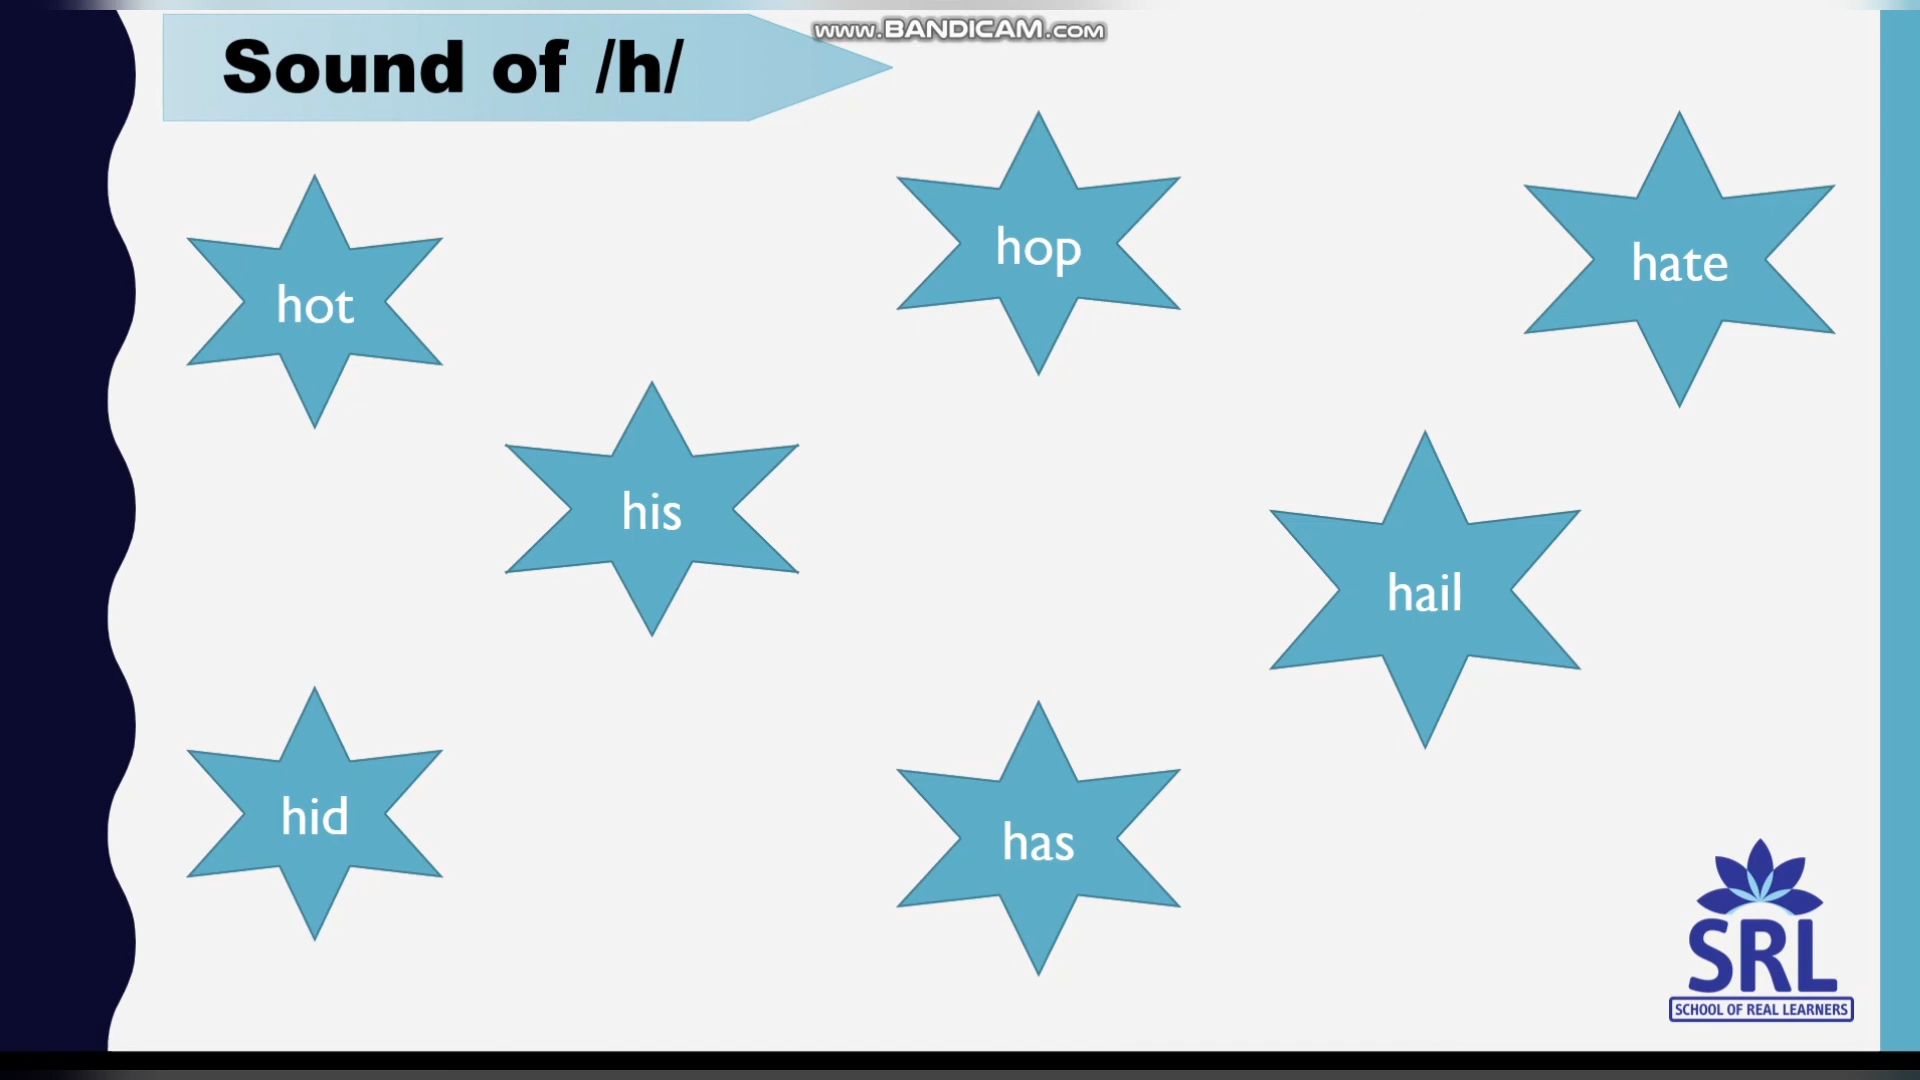 www.BANDICAM.com
Sound of /h/
hop
hate
hot
his
hail
hid
has
SRL
SCHOOL OF REAL LEARNERS